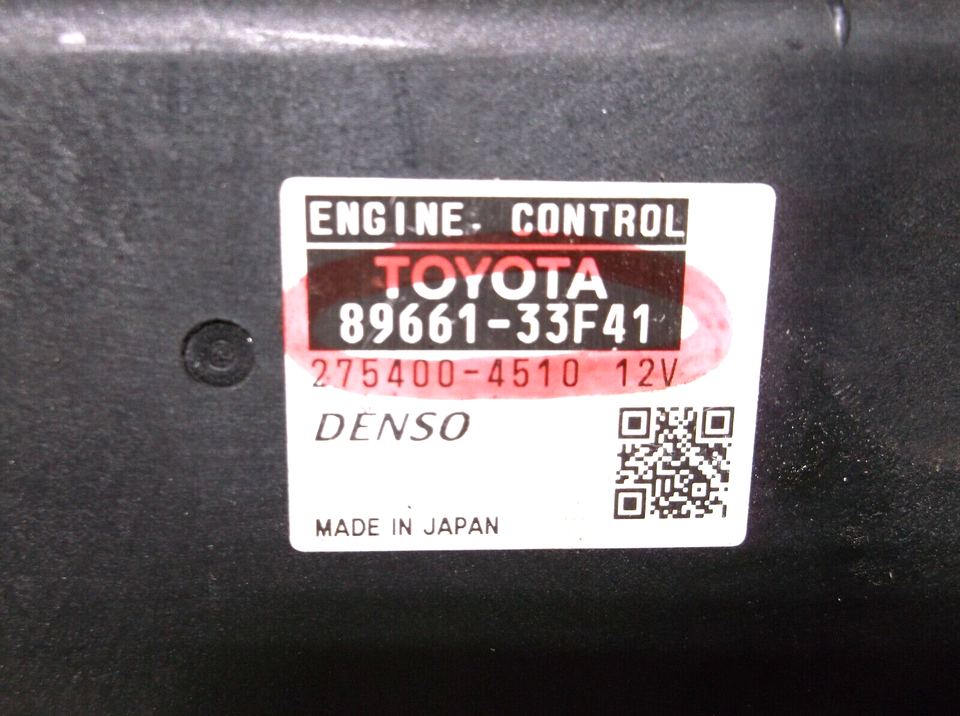 ENGINE CONTROL
TOYOTA
89661-33F41
275400-4510 12V
DENSO
MADE IN JAPAN